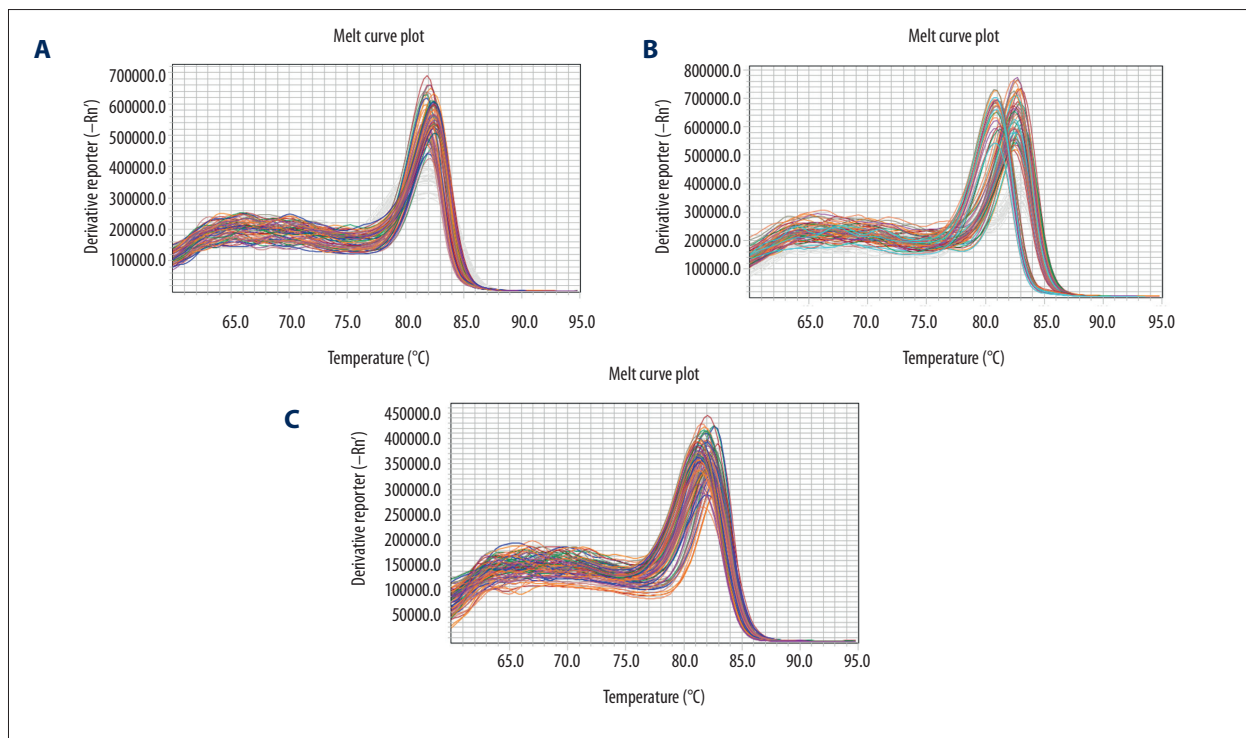 A
Melt curve plot
Derivative reporter (–Rn')
700000.0
600000.0
500000.0
400000.0
300000.0
200000.0
100000.0
65.0 70.0 75.0 80.0 85.0 90.0 95.0
Temperature (°C)
B
Melt curve plot
Derivative reporter (–Rn')
800000.0
700000.0
600000.0
500000.0
400000.0
300000.0
200000.0
100000.0
65.0 70.0 75.0 80.0 85.0 90.0 95.0
Temperature (°C)
C
Melt curve plot
Derivative reporter (–Rn')
450000.0
400000.0
350000.0
300000.0
250000.0
200000.0
150000.0
100000.0
50000.0
65.0 70.0 75.0 80.0 85.0 90.0 95.0
Temperature (°C)